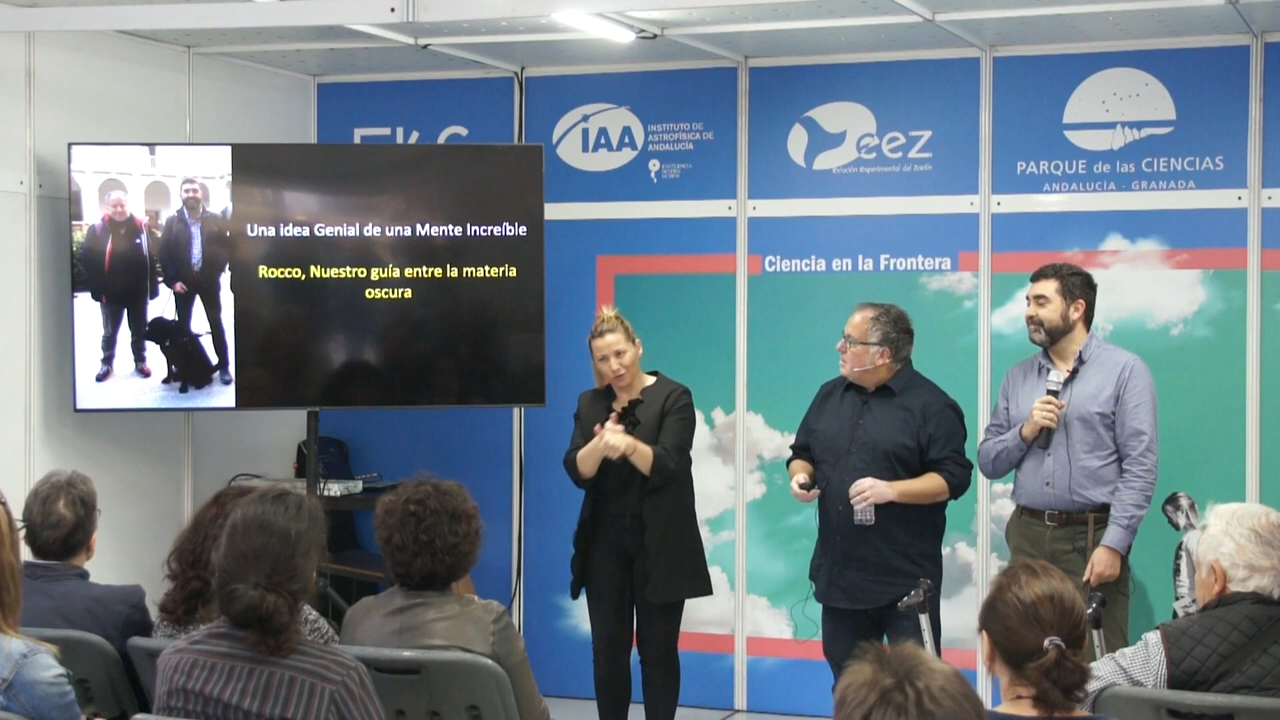 Una idea Genial de una Mente Increíble
Rocco, Nuestro guía entre la materia
oscura
IAA
INSTITUTO DE
ASTROFÍSICA DE
ANDALUCÍA
eez
Estación Experimental del Zaidín
PARQUE de las CIENCIAS
ANDALUCÍA - GRANADA
Ciencia en la Frontera